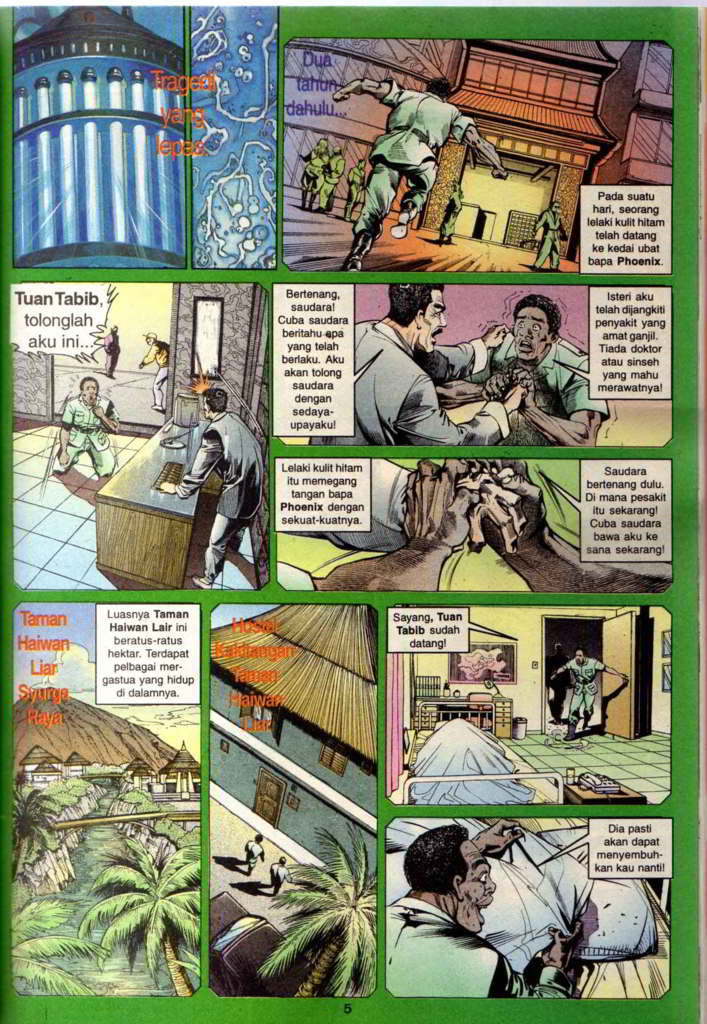 Tragedi
yang
lepas
Dua
tahun
dahulu...
Pada suatu
hari, seorang
lelaki kulit hitam
telah datang
ke kedai ubat
bapa Phoenix.
Tuan Tabib,
tolonglah
aku ini...
Bertenang,
saudara!
Cuba saudara
beritahu apa
yang telah
berlaku. Aku
akan tolong
saudara
dengan
sedaya-
upayaku!
Isteri aku
telah dijangkiti
penyakit yang
amat ganjil.
Tiada doktor
atau sinseh
yang mahu
merawatnya!
Lelaki kulit hitam
itu memegang
tangan bapa
Phoenix dengan
sekuat-kuatnya.
Saudara
bertenang dulu.
Di mana pesakit
itu sekarang!
Cuba saudara
bawa aku ke
sana sekarang!
Taman
Haiwan
Liar
Syurga
Raya
Luasnya Taman
Haiwan Lair ini
beratus-ratus
hektar. Terdapat
pelbagai mer-
gastua yang hidup
di dalamnya.
Hostel
Kakitangan
Taman
Haiwan
Liar
Sayang, Tuan
Tabib sudah
datang!
Dia pasti
akan dapat
menyembuh-
kan kau nanti!
5